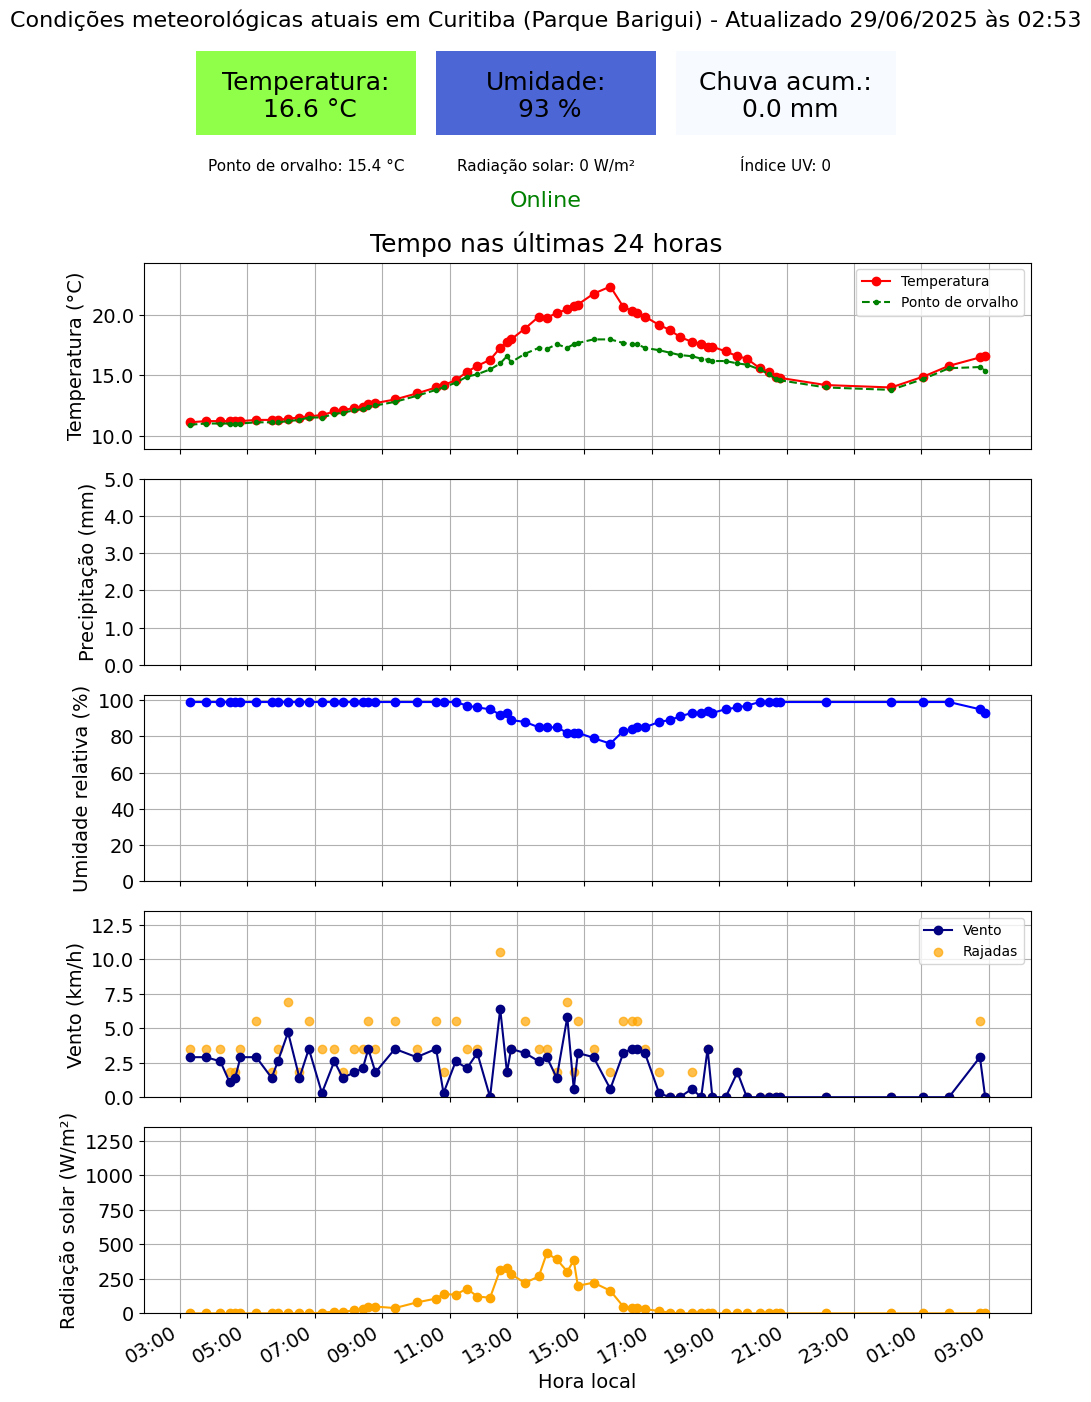 Condições meteorológicas atuais em Curitiba (Parque Barigui) - Atualizado 29/06/2025 às 02:53
Temperatura:
16.6 °C
Umidade:
93 %
Chuva acum.:
0.0 mm
Ponto de orvalho: 15.4 °C
Radiação solar: 0 W/m²
Índice UV: 0
Online
Tempo nas últimas 24 horas
Temperatura (°C)
20.0
15.0
10.0
Temperatura
Ponto de orvalho
Precipitação (mm)
5.0
4.0
3.0
2.0
1.0
0.0
Umidade relativa (%)
100
80
60
40
20
0
Vento (km/h)
12.5
10.0
7.5
5.0
2.5
0.0
Vento
Rajadas
Radiação solar (W/m²)
1250
1000
750
500
250
0
03:00
05:00
07:00
09:00
11:00
13:00
15:00
17:00
19:00
21:00
23:00
01:00
03:00
Hora local